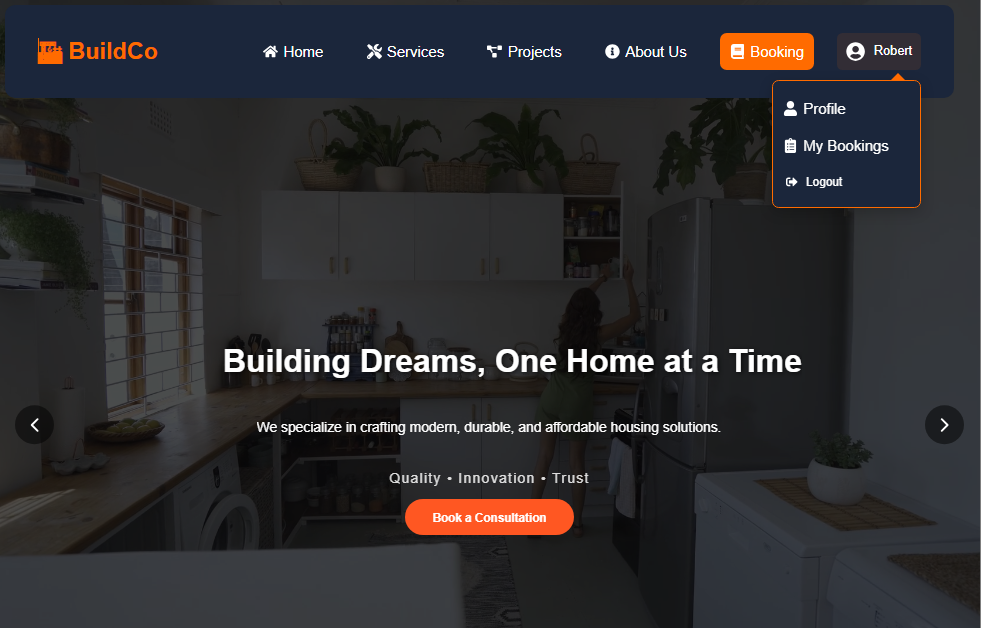 BuildCo
Home
Services
Projects
About Us
Booking
Robert
Profile
My Bookings
Logout
Building Dreams, One Home at a Time
We specialize in crafting modern, durable, and affordable housing solutions.
Quality • Innovation • Trust
Book a Consultation